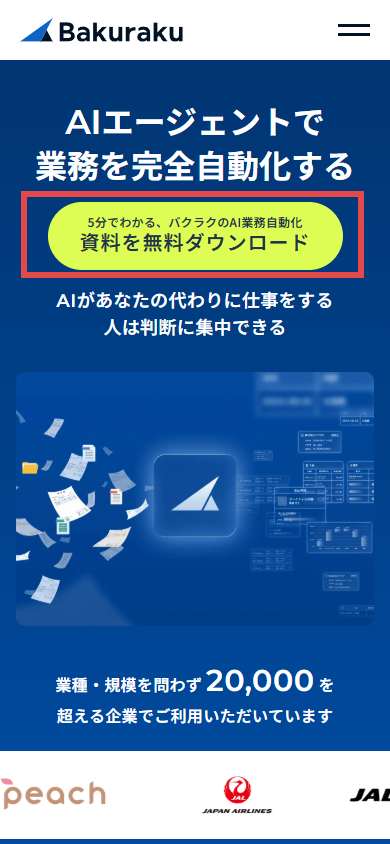 Bakuraku
AIエージェントで
業務を完全自動化する
5分でわかる、バクラクのAI業務自動化
資料を無料ダウンロード
AIがあなたの代わりに仕事をする
人は判断に集中できる
業種・規模を問わず 20,000 を
超える企業でご利用いただいています
peach
JAL
JAPAN AIRLINES
JAL